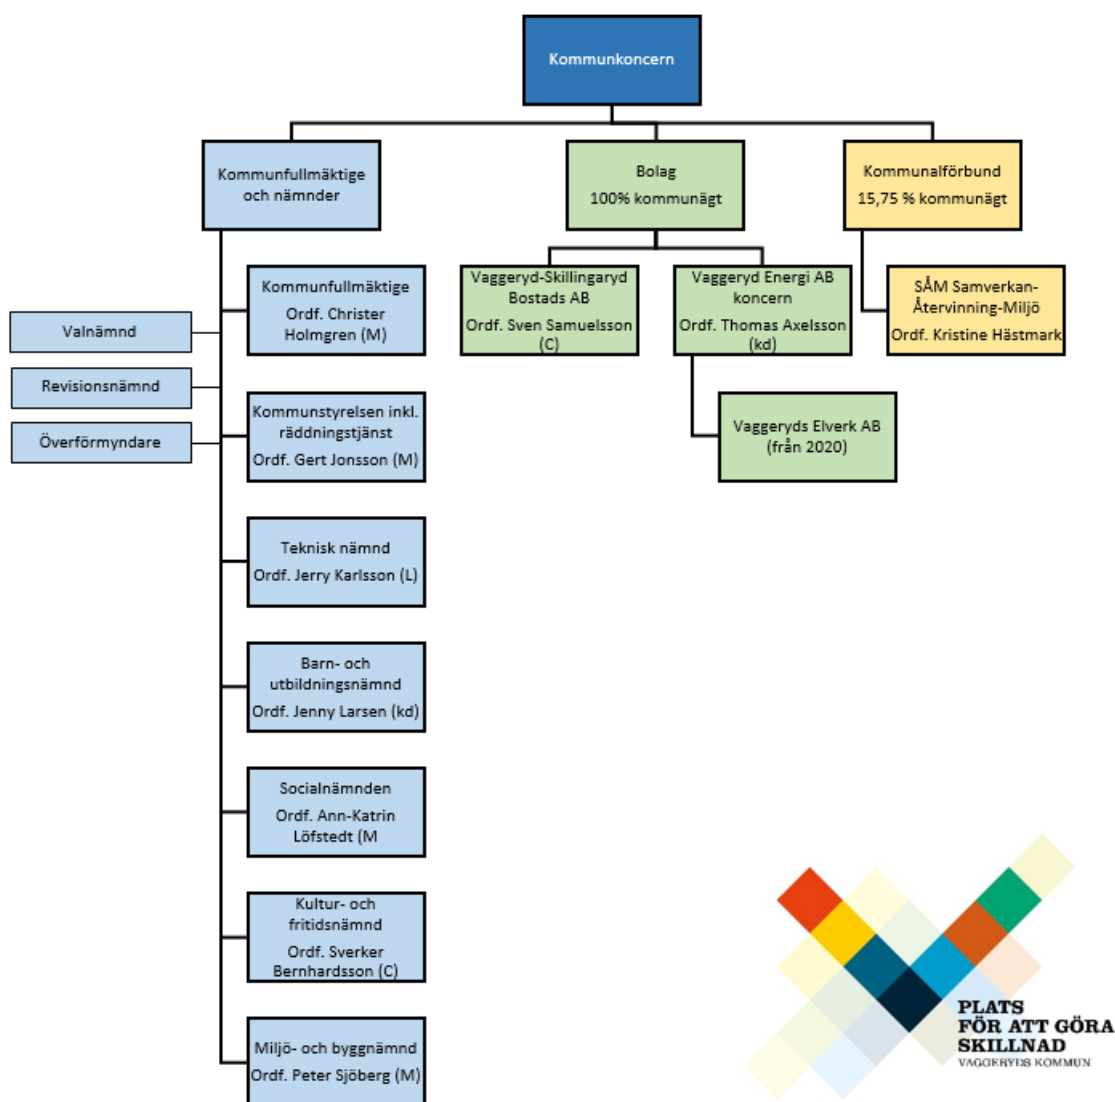 Kommunkoncern
Kommunfullmäktige
och nämnder
Bolag
100% kommunägt
Kommunalförbund
15,75 % kommunägt
Kommunfullmäktige
Ordf. Christer
Holmgren (M)
Vaggeryd-Skillingaryd
Bostads AB
Ordf. Sven Samuelsson
(C)
Vaggeryd Energi AB
koncern
Ordf. Thomas Axelsson
(kd)
SÅM Samverkan-
Återvinning-Miljö
Ordf. Kristine Hästmark
Valnämnd
Revisionsnämnd
Överförmyndare
Kommunstyrelsen inkl.
räddningstjänst
Ordf. Gert Jonsson (M)
Vaggeryds Elverk AB
(från 2020)
Teknisk nämnd
Ordf. Jerry Karlsson (L)
Barn- och
utbildningsnämnd
Ordf. Jenny Larsen (kd)
Socialnämnden
Ordf. Ann-Katrin
Löfstedt (M
Kultur- och
fritidsnämnd
Ordf. Sverker
Bernhardsson (C)
Miljö- och byggnämnd
Ordf. Peter Sjöberg (M)
PLATS
FÖR ATT GÖRA
SKILLNAD
VAGGERYDS KOMMUN